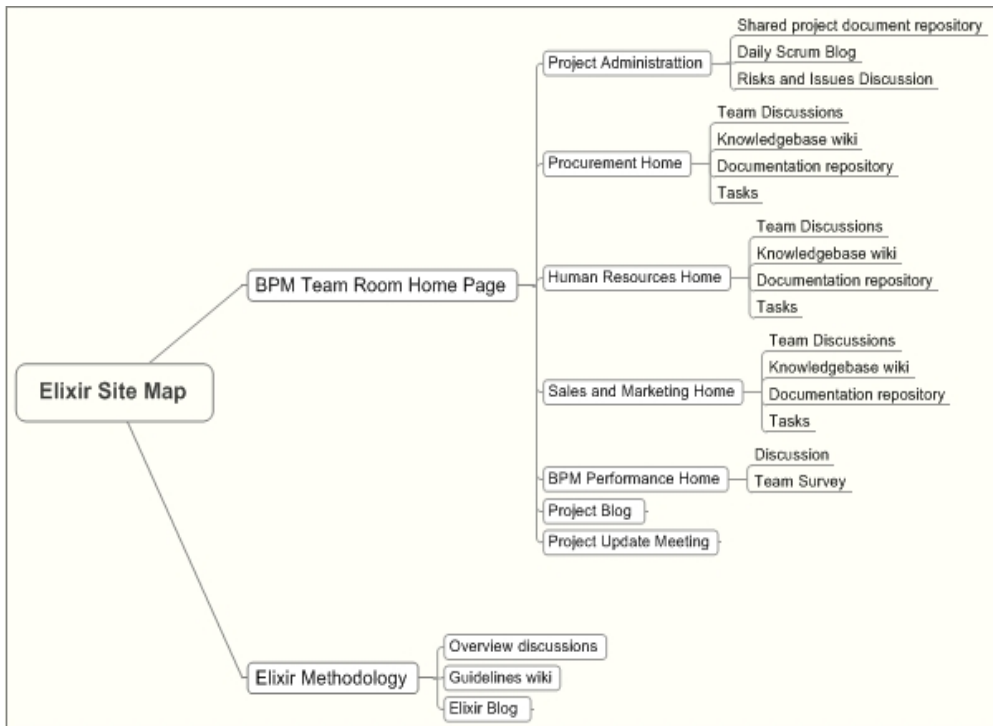 Elixir Site Map
BPM Team Room Home Page
Project Administrattion
Shared project document repository
Daily Scrum Blog
Risks and Issues Discussion
Procurement Home
Team Discussions
Knowledgebase wiki
Documentation repository
Tasks
Human Resources Home
Team Discussions
Knowledgebase wiki
Documentation repository
Tasks
Sales and Marketing Home
Team Discussions
Knowledgebase wiki
Documentation repository
Tasks
BPM Performance Home
Discussion
Team Survey
Project Blog
Project Update Meeting
Elixir Methodology
Overview discussions
Guidelines wiki
Elixir Blog